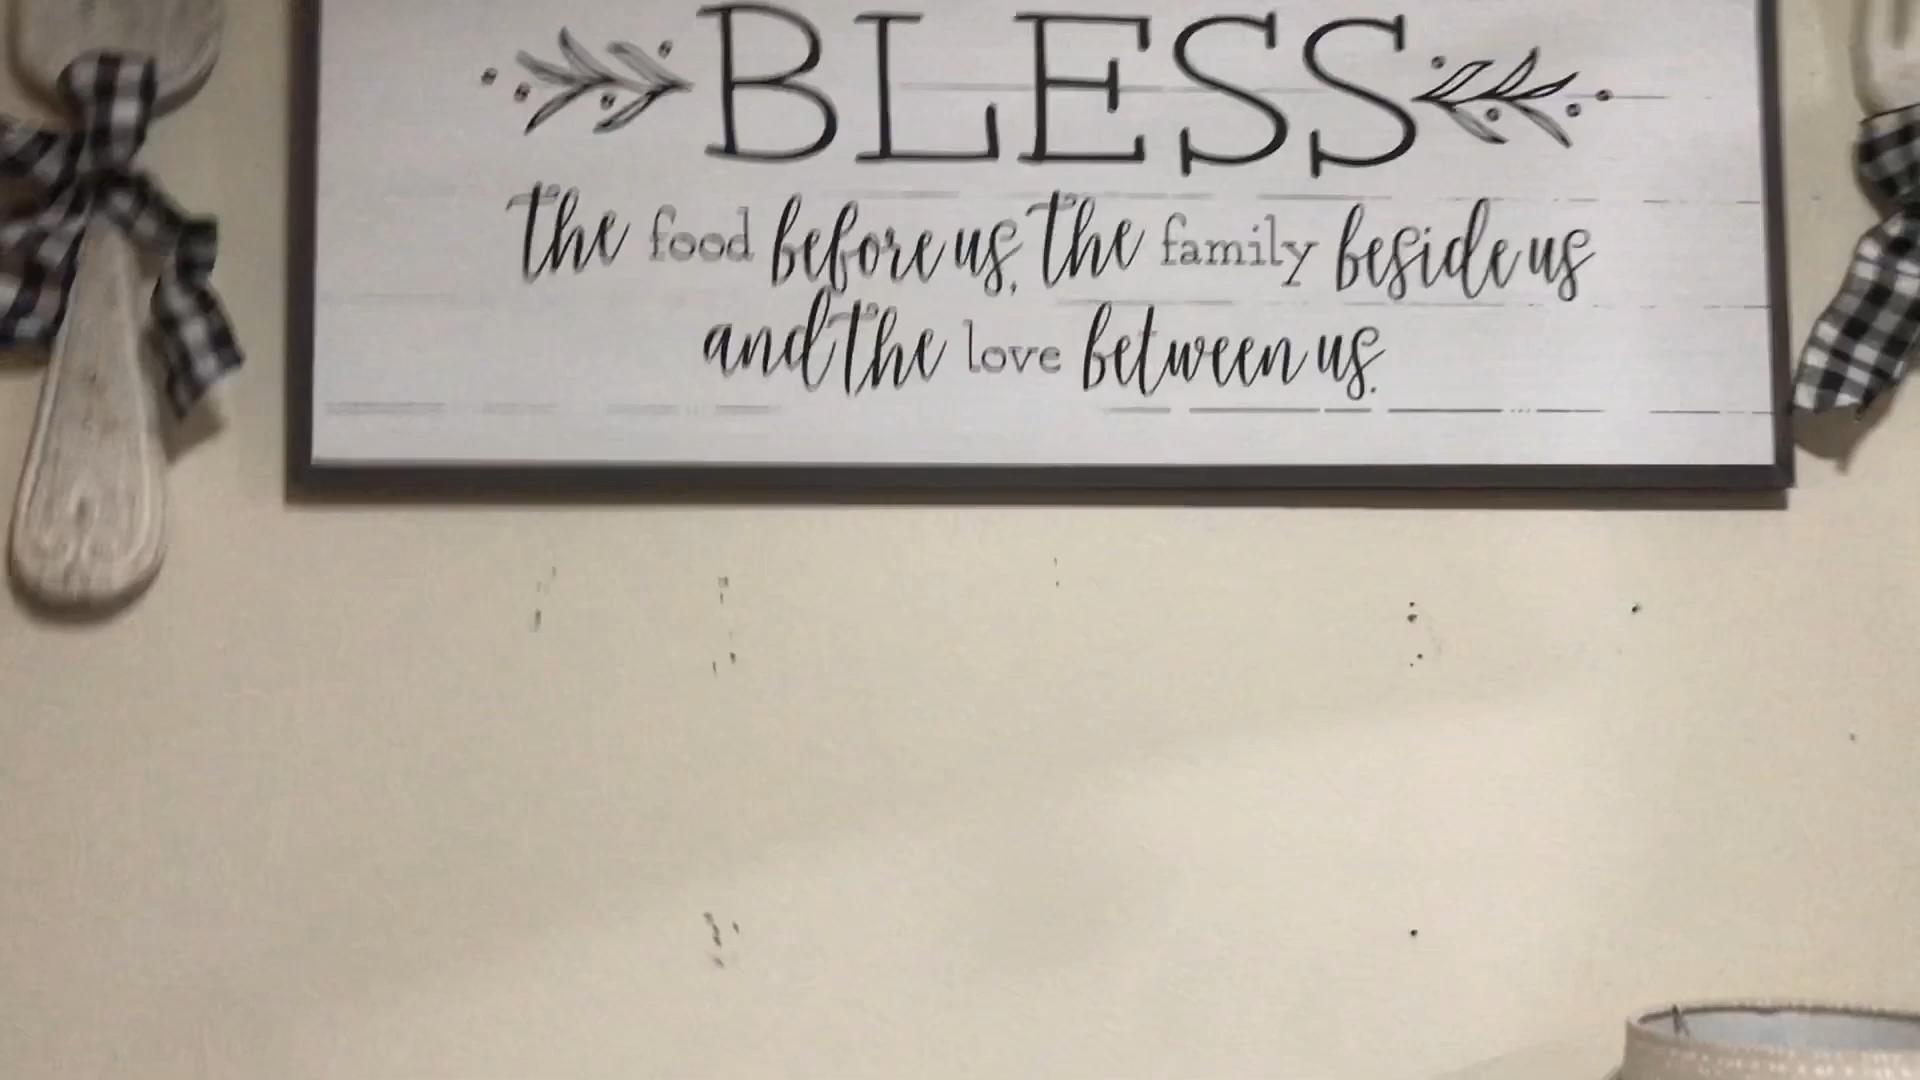 BLESS
the food before us, the family beside us
and the love between us.